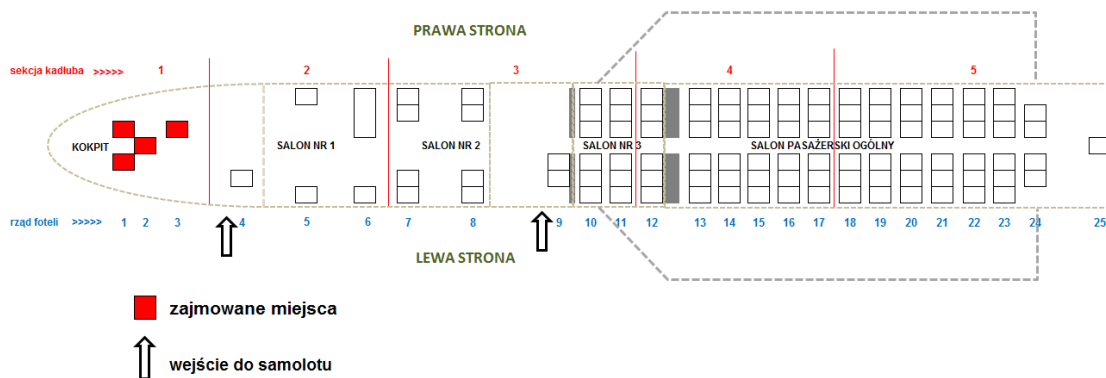 PRAWA STRONA
sekcja kadłuba >>>>> 1 2 3 4 5
KOKPIT SALON NR 1 SALON NR 2 SALON NR 3 SALON PASAŻERSKI OGÓLNY
rząd foteli >>>>> 1 2 3 4 5 6 7 8 9 10 11 12 13 14 15 16 17 18 19 20 21 22 23 24 25
LEWA STRONA
zajmowane miejsca
wejście do samolotu